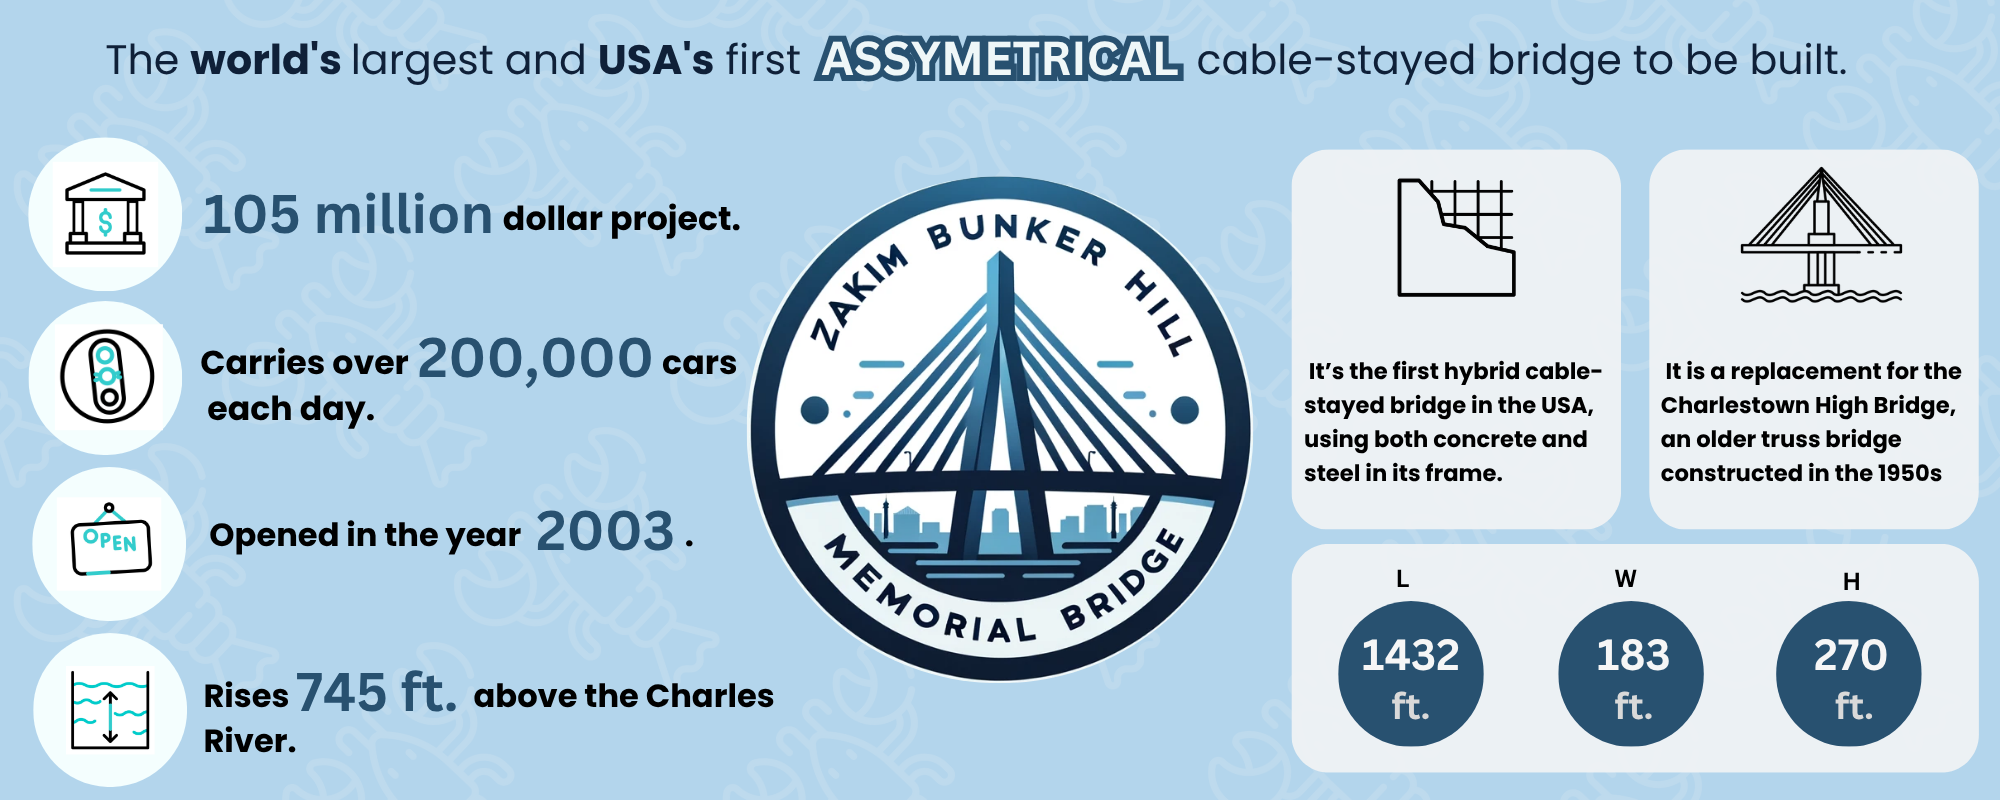 The world's largest and USA's first ASSYMETRICAL cable-stayed bridge to be built.
$
105 million dollar project.
Carries over 200,000 cars
each day.
OPEN
Opened in the year 2003 .
Rises 745 ft. above the Charles
River.
ZAKIM BUNKER HILL
MEMORIAL BRIDGE
It’s the first hybrid cable-
stayed bridge in the USA,
using both concrete and
steel in its frame.
It is a replacement for the
Charlestown High Bridge,
an older truss bridge
constructed in the 1950s
L W H
1432 183 270
ft. ft. ft.